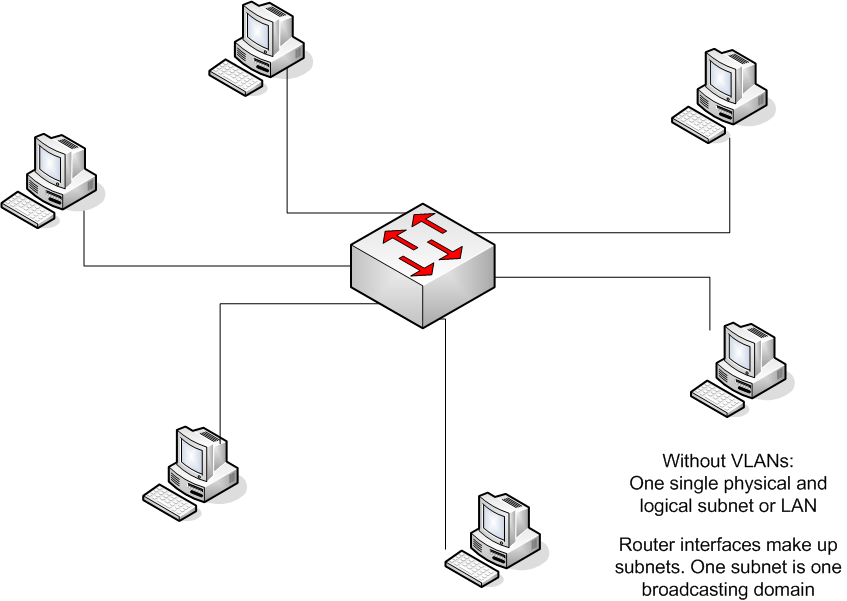 Without VLANs:
One single physical and
logical subnet or LAN
Router interfaces make up
subnets. One subnet is one
broadcasting domain